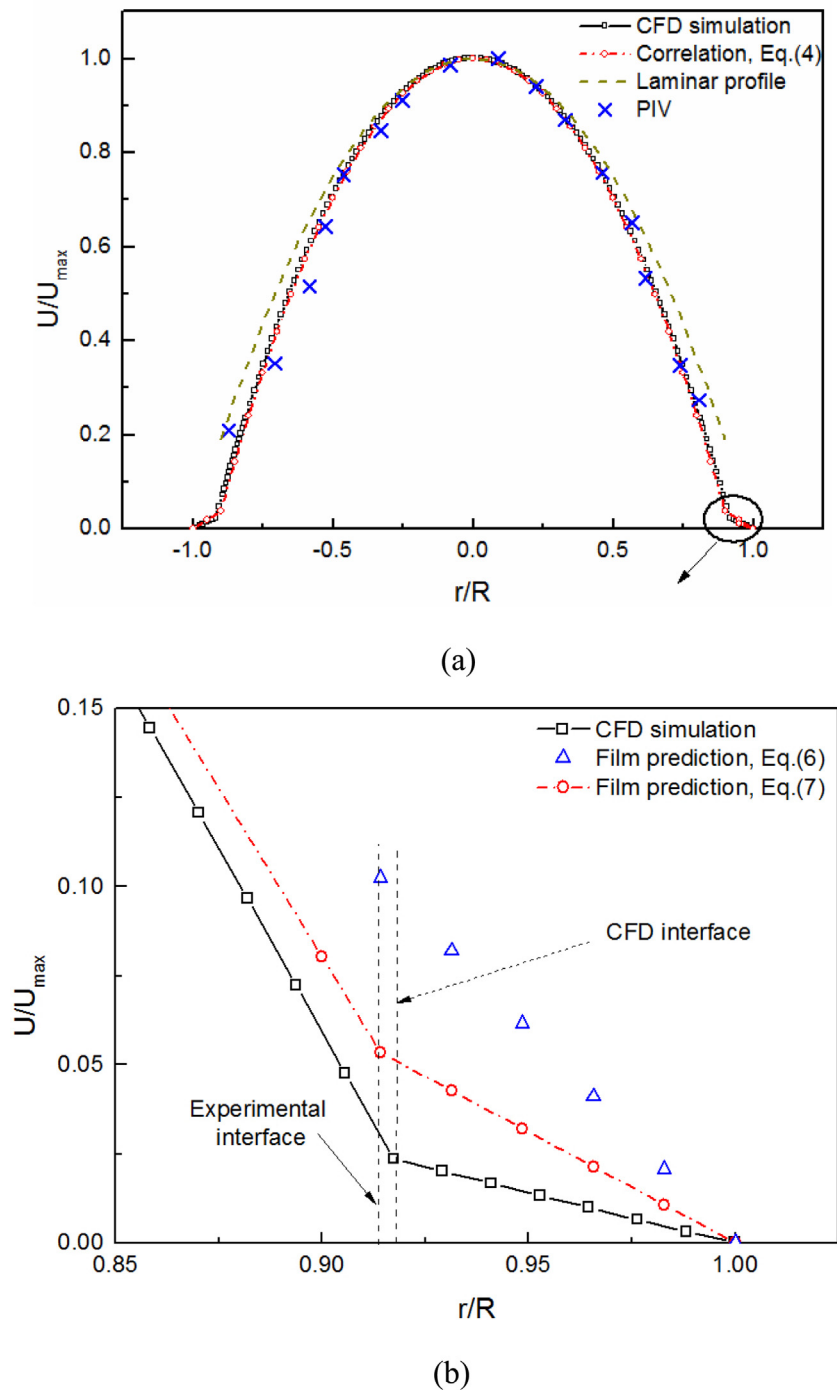 CFD simulation
Correlation, Eq.(4)
Laminar profile
PIV
1.0
0.8
0.6
0.4
0.2
0.0
U/Umax
-1.0 -0.5 0.0 0.5 1.0
r/R
(a)
0.15
0.10
0.05
0.00
U/Umax
CFD simulation
Film prediction, Eq.(6)
Film prediction, Eq.(7)
CFD interface
Experimental
interface
0.85 0.90 0.95 1.00
r/R
(b)